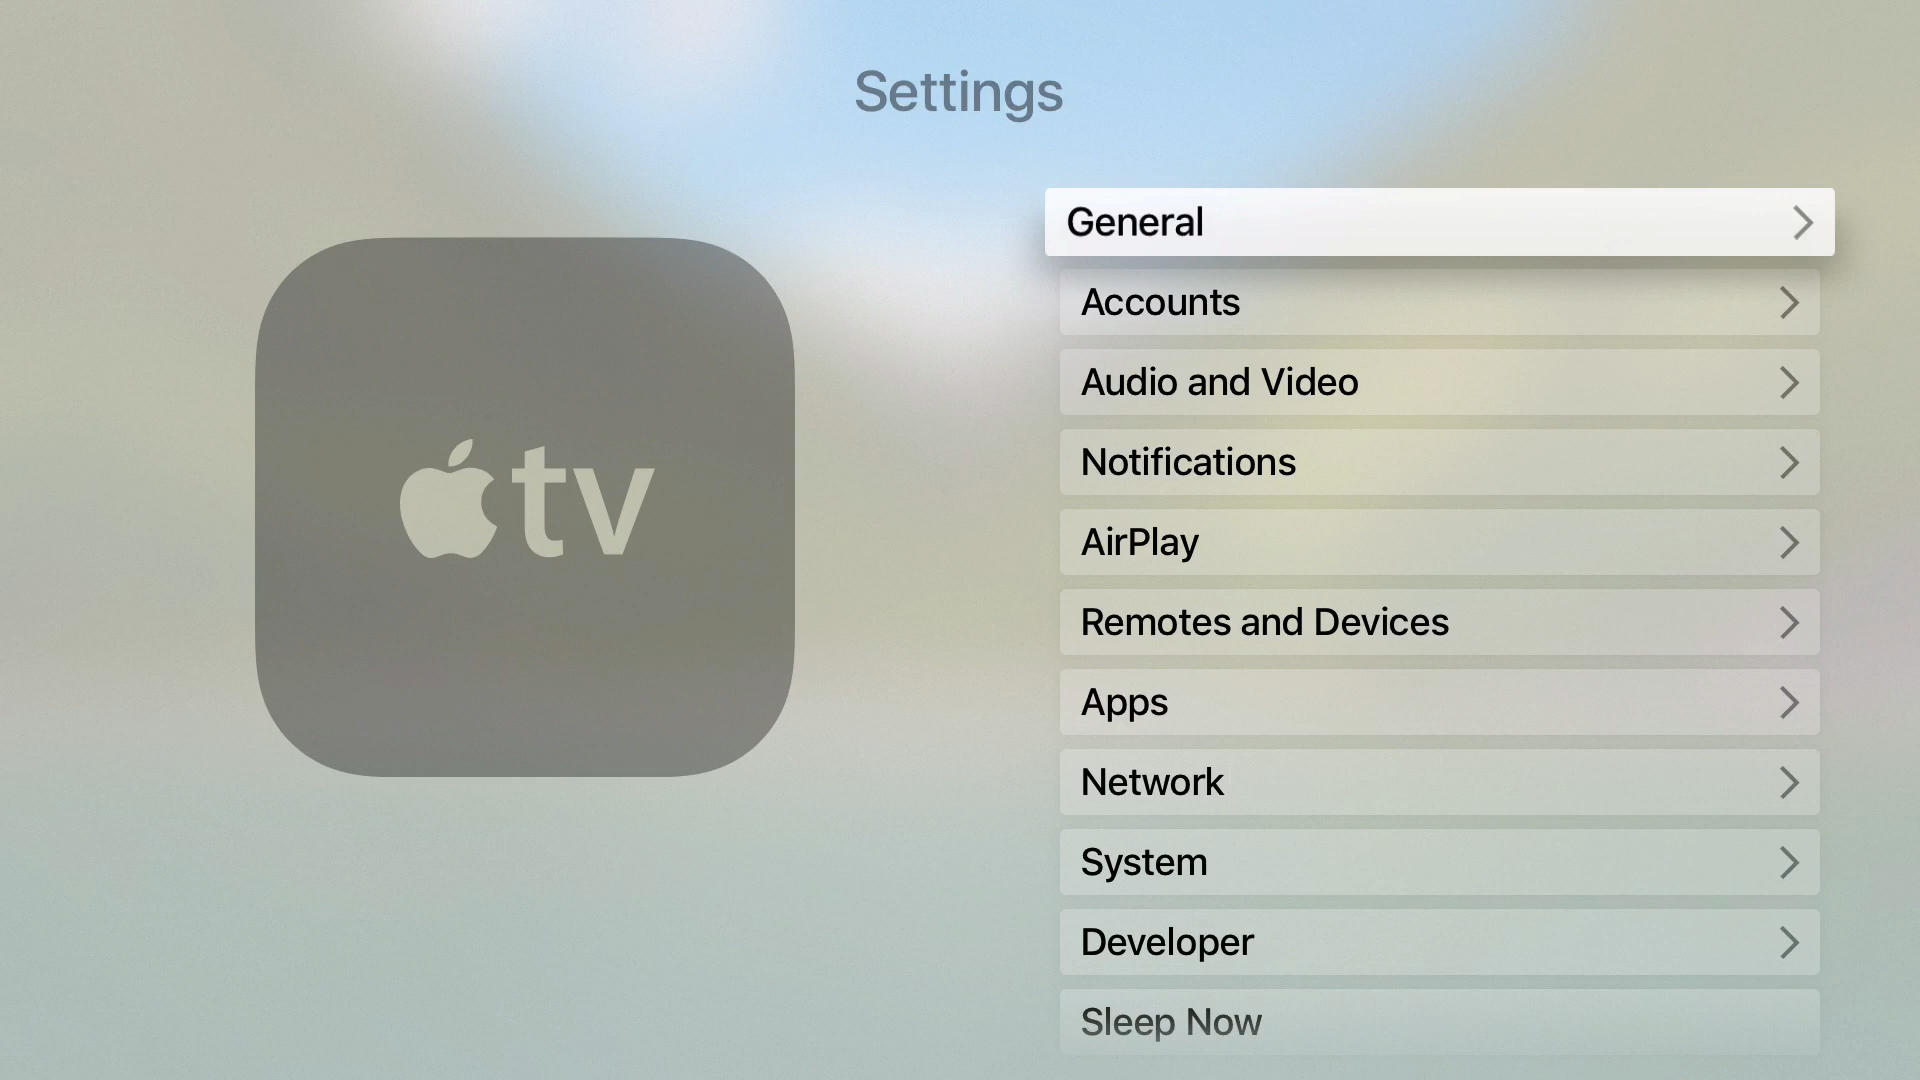 Settings
tv
General
Accounts
Audio and Video
Notifications
AirPlay
Remotes and Devices
Apps
Network
System
Developer
Sleep Now